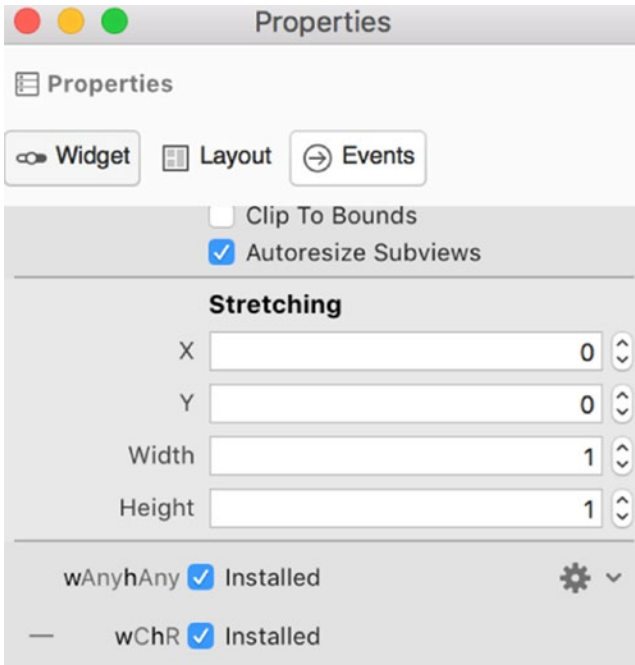 Properties
Properties
Widget Layout Events
Clip To Bounds
Autoresize Subviews
Stretching
X 0
Y 0
Width 1
Height 1
wAnyhAny Installed
wChR Installed